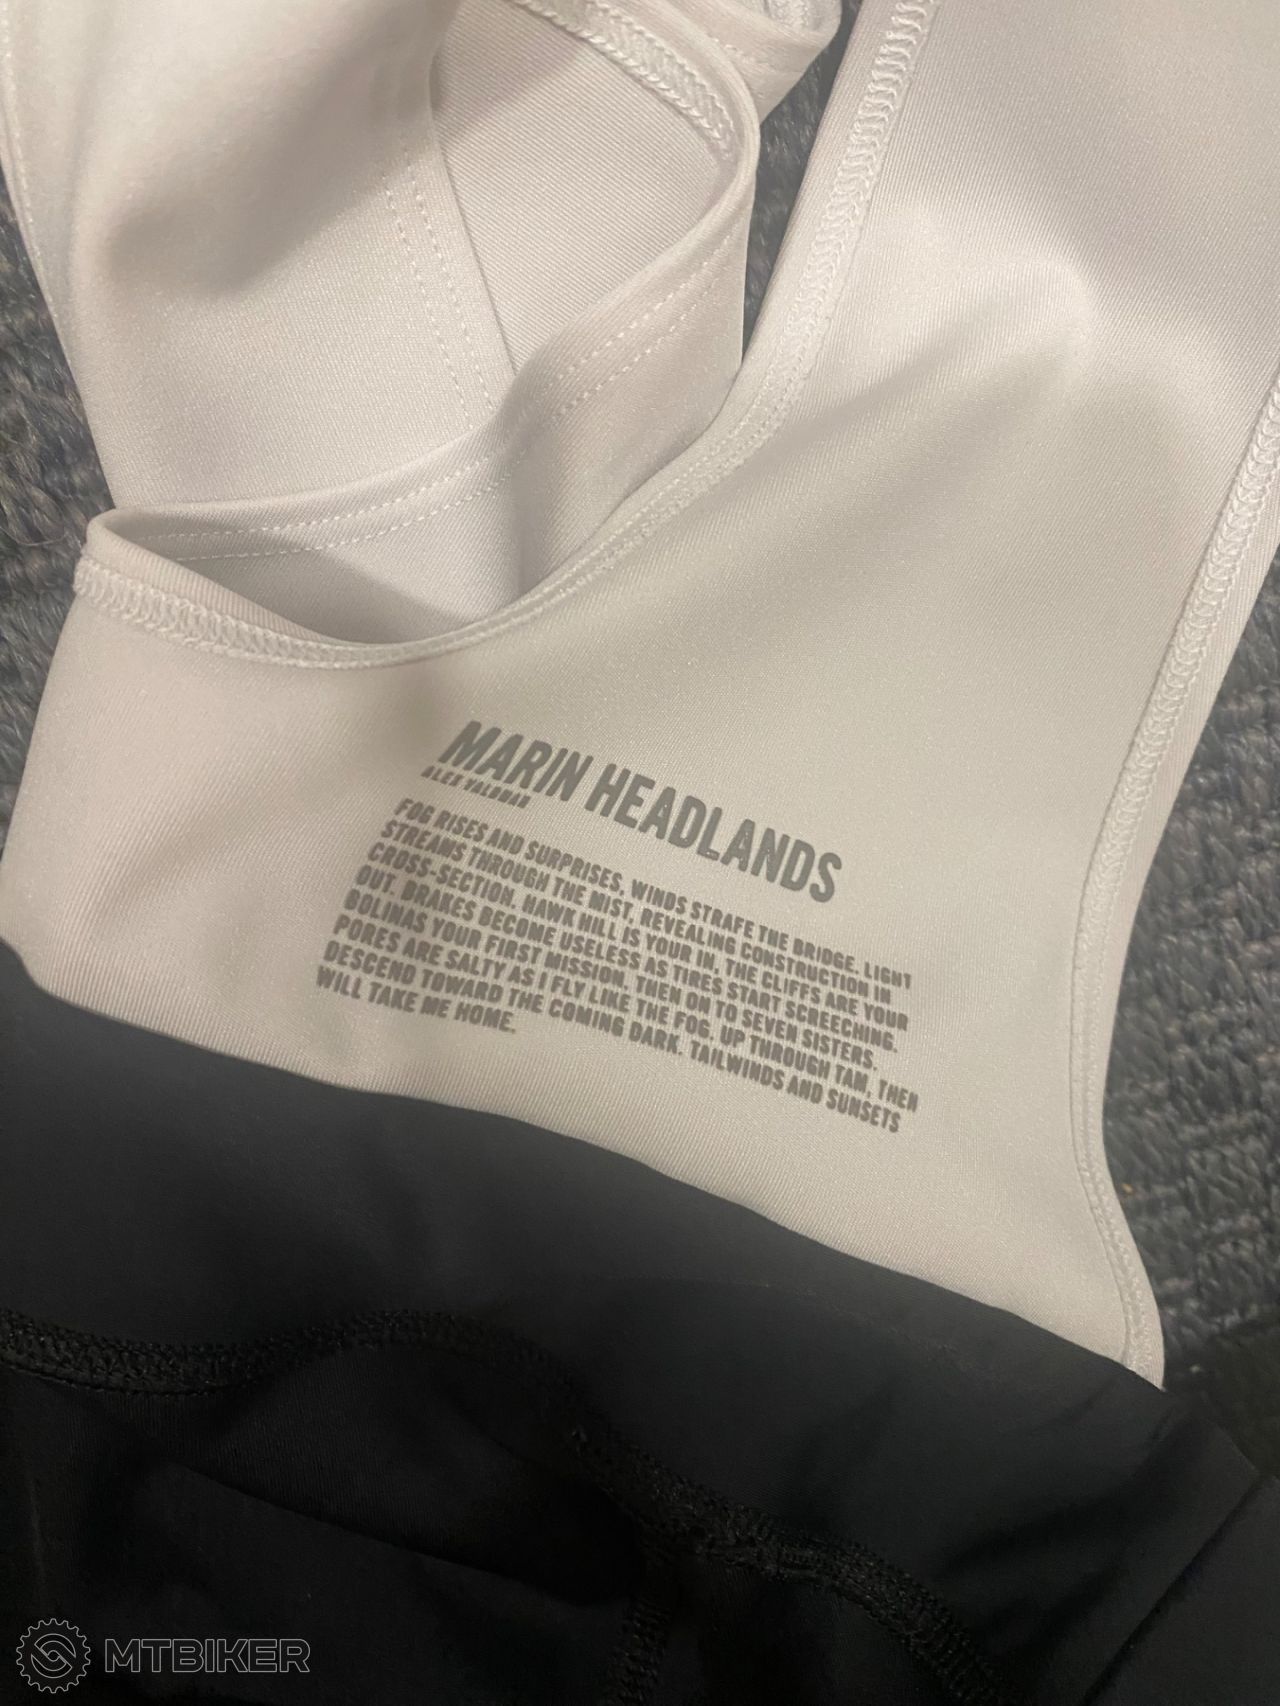 MARIN HEADLANDS
ALEX VALDMAN
FOG RISES AND SURPRISES, WINDS STRAFE THE BRIDGE. LIGHT
STREAMS THROUGH THE MIST, REVEALING CONSTRUCTION IN
CROSS-SECTION. HAWK HILL IS YOUR IN, THE CLIFFS ARE YOUR
OUT. BRAKES BECOME USELESS AS TIRES START SCREECHING.
BOLINAS YOUR FIRST MISSION, THEN ON TO SEVEN SISTERS.
PORES ARE SALTY AS I FLY LIKE THE FOG. UP THROUGH TAM, THEN
DESCEND TOWARD THE COMING DARK. TAILWINDS AND SUNSETS
WILL TAKE ME HOME.
MTBIKER